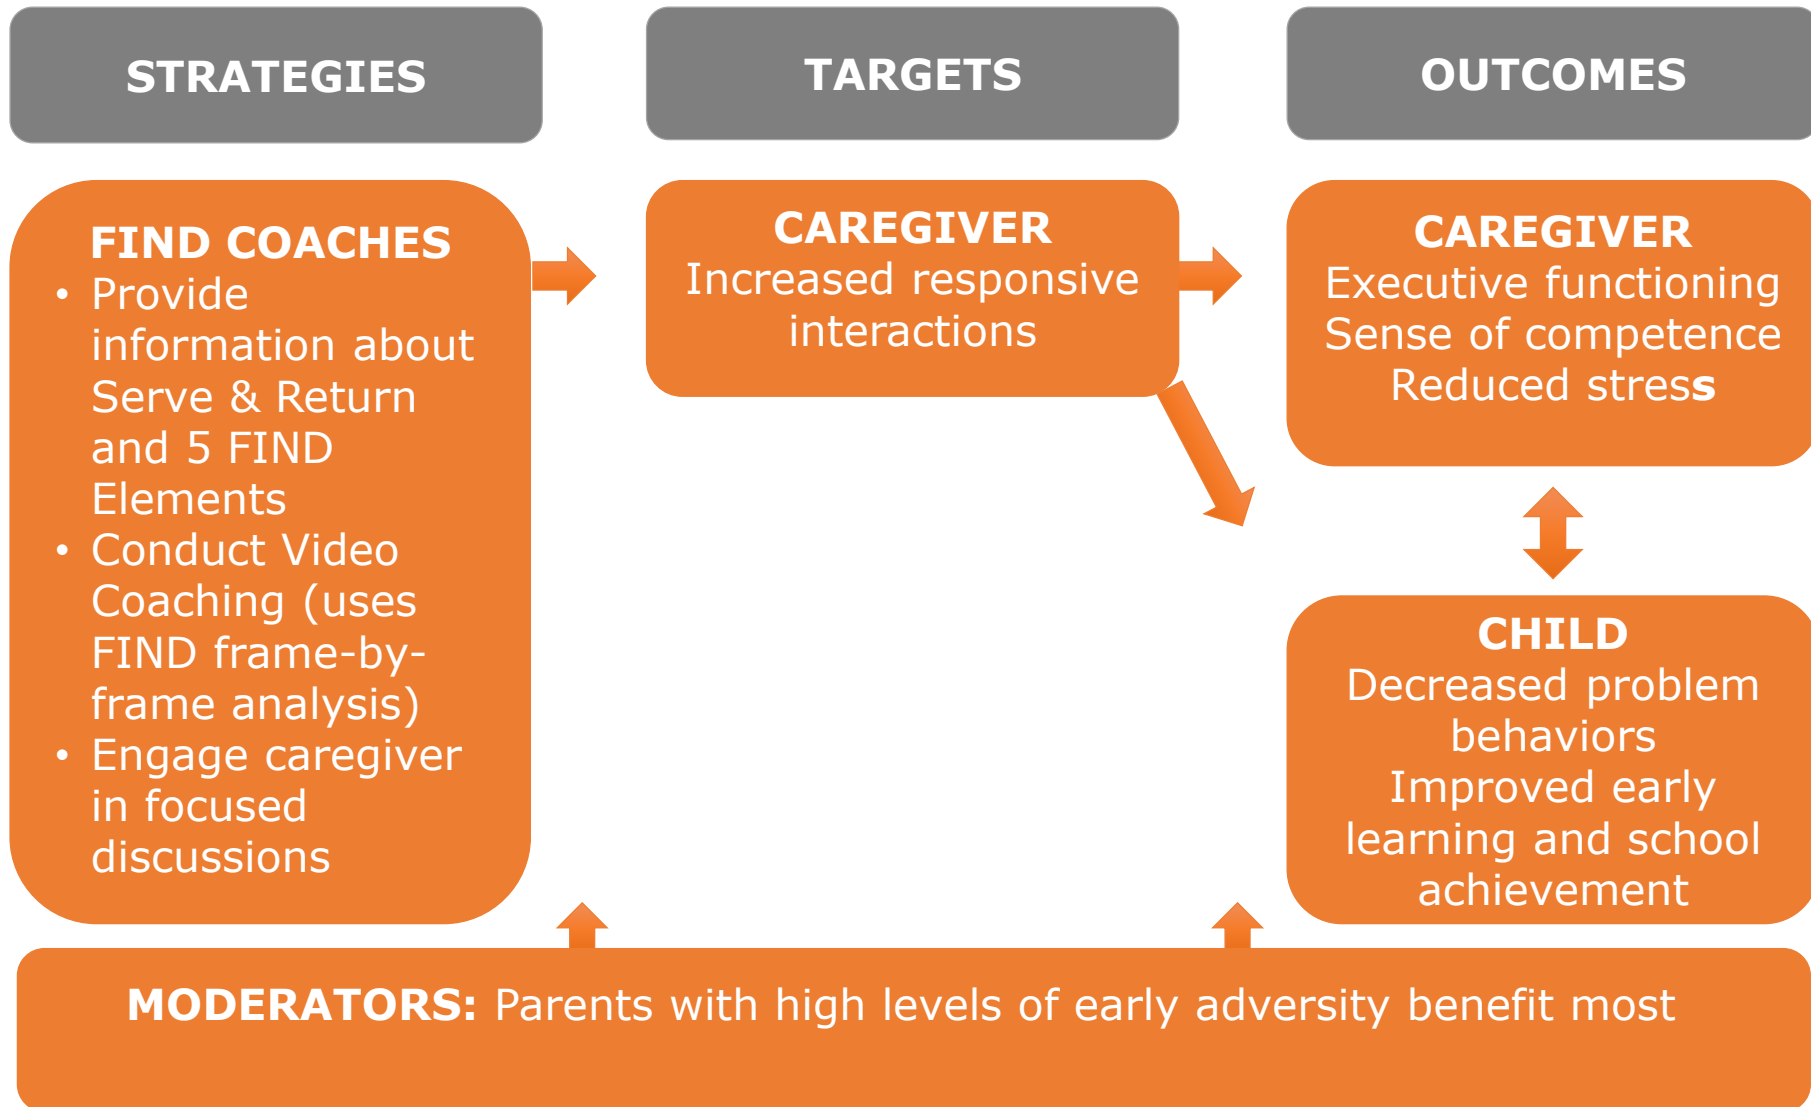 STRATEGIES
TARGETS
OUTCOMES
FIND COACHES
• Provide
information about
Serve & Return
and 5 FIND
Elements
• Conduct Video
Coaching (uses
FIND frame-by-
frame analysis)
• Engage caregiver
in focused
discussions
CAREGIVER
Increased responsive
interactions
CAREGIVER
Executive functioning
Sense of competence
Reduced stress
CHILD
Decreased problem
behaviors
Improved early
learning and school
achievement
MODERATORS: Parents with high levels of early adversity benefit most